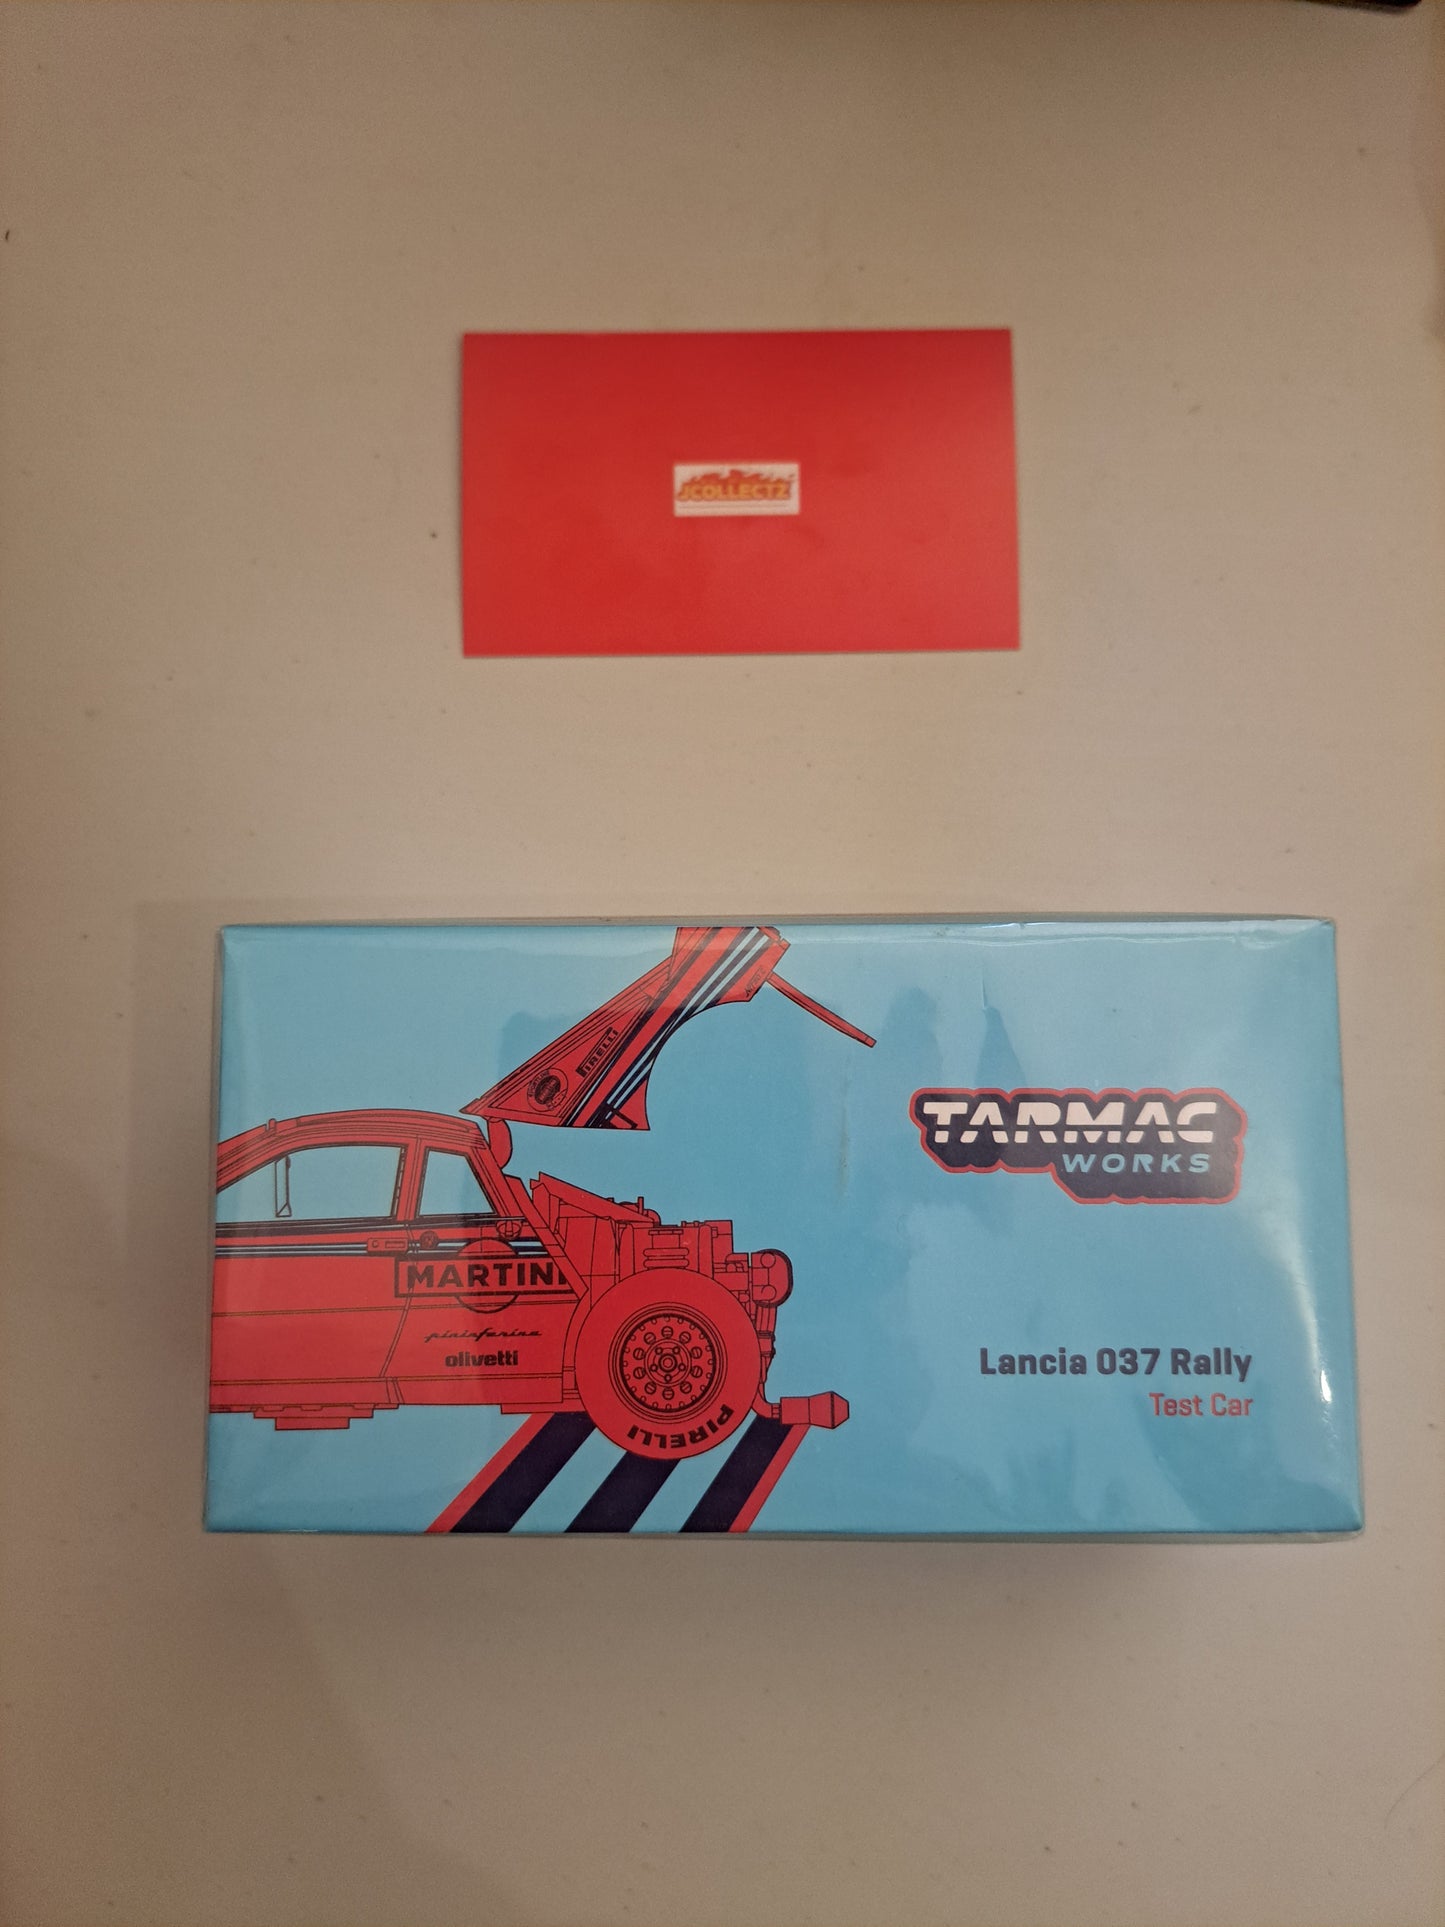 JCOLLECTZ
PIRELLI
TARMAC
WORKS
MARTINI
pininfarina
olivetti
Lancia 037 Rally
Test Car
PIRELLI